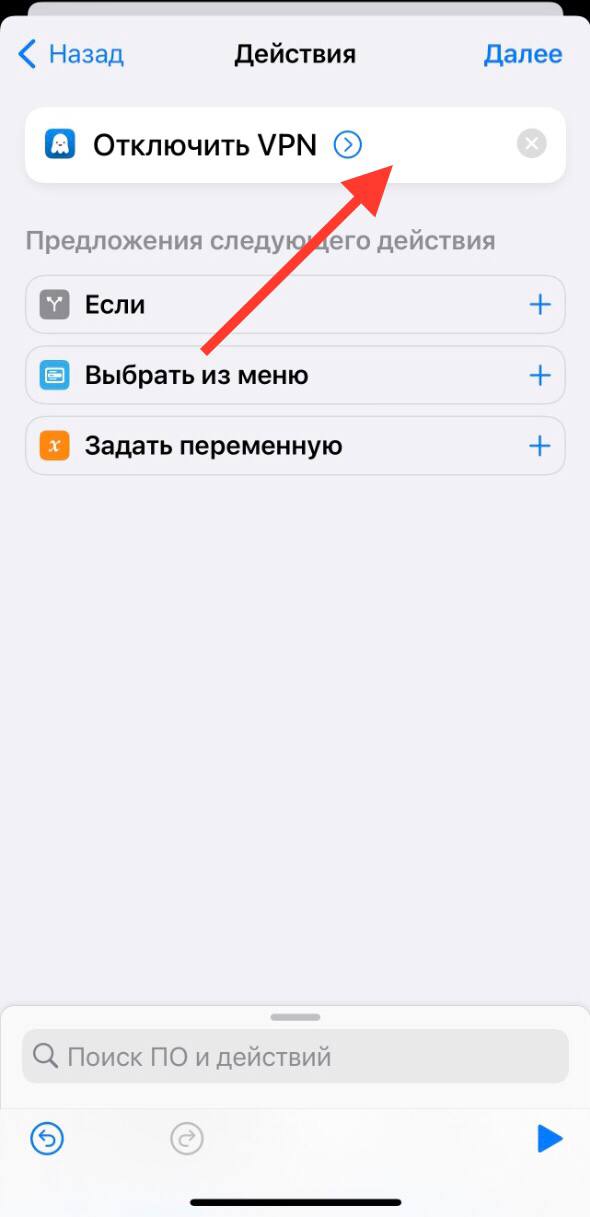 Назад
Действия
Далее
Отключить VPN
Предложения следующего действия
Если
Выбрать из меню
Задать переменную
Поиск ПО и действий